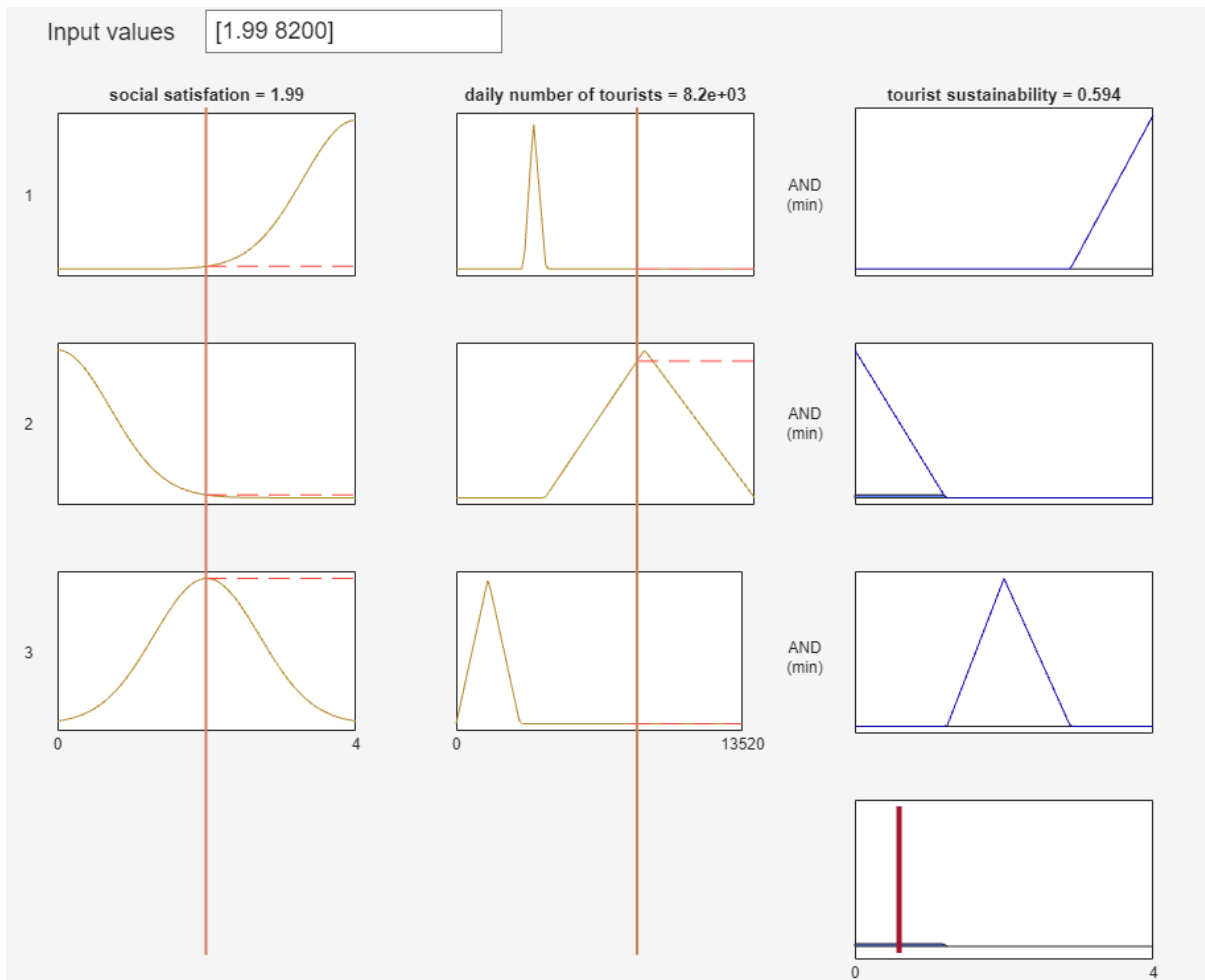 Input values [1.99 8200]
social satisfation = 1.99
daily number of tourists = 8.2e+03
tourist sustainability = 0.594
1
AND
(min)
2
AND
(min)
3
AND
(min)
0 4
0 13520
0 4